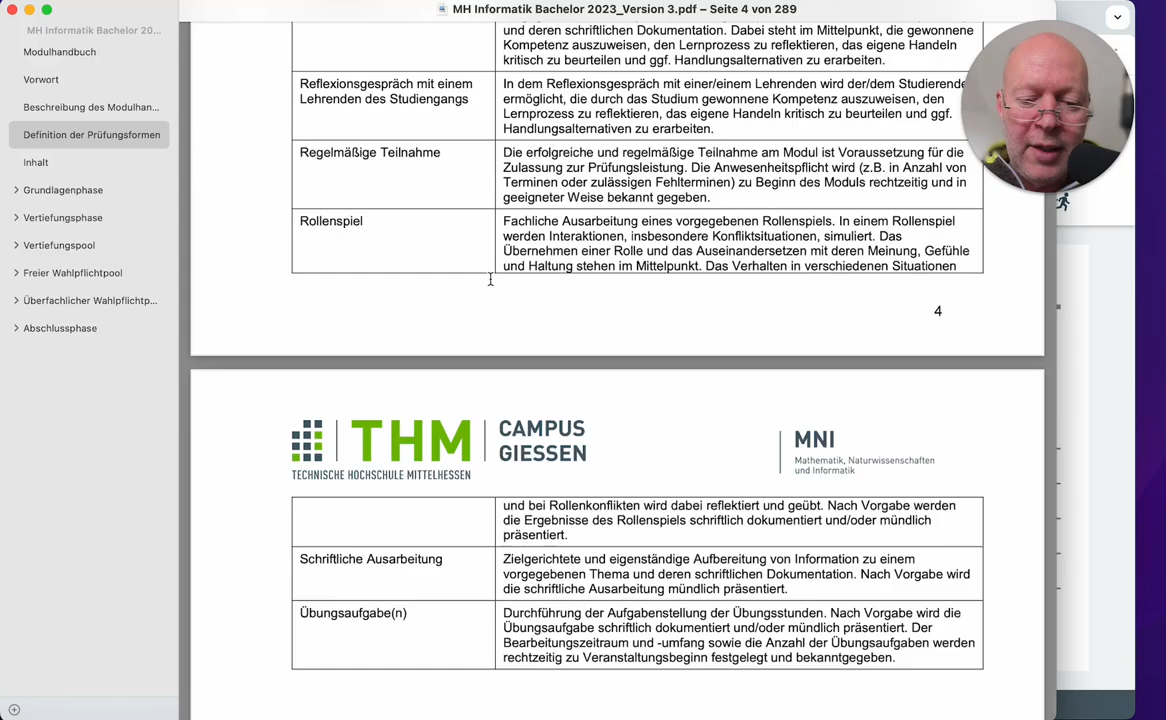 MH Informatik Bachelor 2023_Version 3.pdf – Seite 4 von 289
MH Informatik Bachelor 20...
Modulhandbuch
Vorwort
Beschreibung des Modulhan...
Definition der Prüfungsformen
Inhalt
Grundlagenphase
Vertiefungsphase
Vertiefungspool
Freier Wahlpflichtpool
Überfachlicher Wahlpflichtp...
Abschlussphase
und deren schriftlichen Dokumentation. Dabei steht im Mittelpunkt, die gewonnene
Kompetenz auszuweisen, den Lernprozess zu reflektieren, das eigene Handeln
kritisch zu beurteilen und ggf. Handlungsalternativen zu erarbeiten.
Reflexionsgespräch mit einem
Lehrenden des Studiengangs
In dem Reflexionsgespräch mit einer/einem Lehrenden wird der/dem Studierende
ermöglicht, die durch das Studium gewonnene Kompetenz auszuweisen, den
Lernprozess zu reflektieren, das eigene Handeln kritisch zu beurteilen und ggf.
Handlungsalternativen zu erarbeiten.
Regelmäßige Teilnahme
Die erfolgreiche und regelmäßige Teilnahme am Modul ist Voraussetzung für die
Zulassung zur Prüfungsleistung. Die Anwesenheitspflicht wird (z.B. in Anzahl von
Terminen oder zulässigen Fehlterminen) zu Beginn des Moduls rechtzeitig und in
geeigneter Weise bekannt gegeben.
Rollenspiel
Fachliche Ausarbeitung eines vorgegebenen Rollenspiels. In einem Rollenspiel
werden Interaktionen, insbesondere Konfliktsituationen, simuliert. Das
Übernehmen einer Rolle und das Auseinandersetzen mit deren Meinung, Gefühle
und Haltung stehen im Mittelpunkt. Das Verhalten in verschiedenen Situationen
4
THM
CAMPUS
GIESSEN
TECHNISCHE HOCHSCHULE MITTELHESSEN
MNI
Mathematik, Naturwissenschaften
und Informatik
und bei Rollenkonflikten wird dabei reflektiert und geübt. Nach Vorgabe werden
die Ergebnisse des Rollenspiels schriftlich dokumentiert und/oder mündlich
präsentiert.
Schriftliche Ausarbeitung
Zielgerichtete und eigenständige Aufbereitung von Information zu einem
vorgegebenen Thema und deren schriftlichen Dokumentation. Nach Vorgabe wird
die schriftliche Ausarbeitung mündlich präsentiert.
Übungsaufgabe(n)
Durchführung der Aufgabenstellung der Übungsstunden. Nach Vorgabe wird die
Übungsaufgabe schriftlich dokumentiert und/oder mündlich präsentiert. Der
Bearbeitungszeitraum und -umfang sowie die Anzahl der Übungsaufgaben werden
rechtzeitig zu Veranstaltungsbeginn festgelegt und bekanntgegeben.